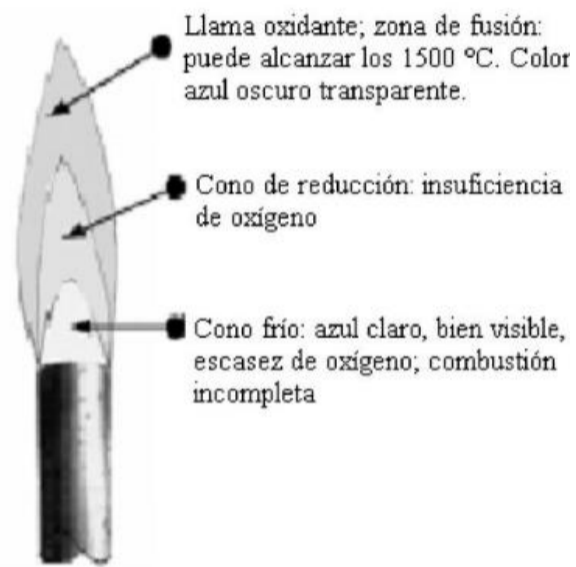 Llama oxidante; zona de fusión:
puede alcanzar los 1500 ºC. Color
azul oscuro transparente.
Cono de reducción: insuficiencia
de oxígeno
Cono frío: azul claro, bien visible,
escasez de oxígeno; combustión
incompleta